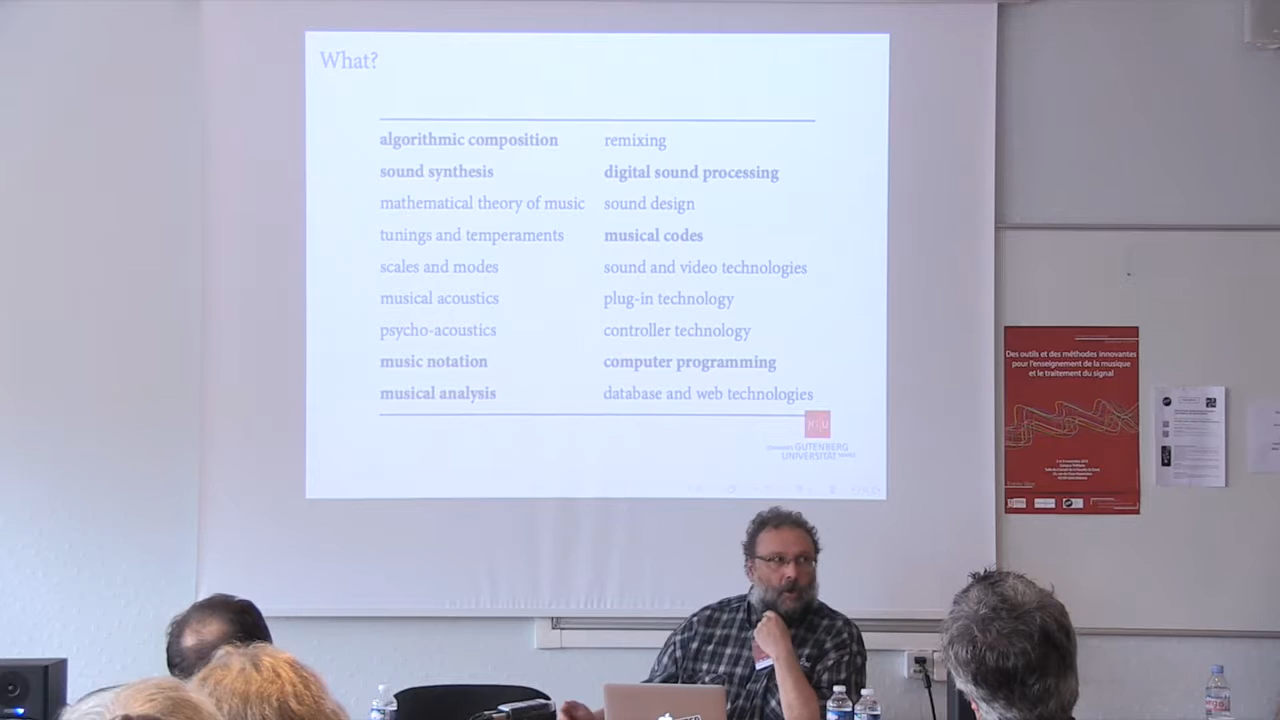 What?
algorithmic composition
remixing
sound synthesis
digital sound processing
mathematical theory of music
sound design
tunings and temperaments
musical codes
scales and modes
sound and video technologies
musical acoustics
plug-in technology
psycho-acoustics
controller technology
music notation
computer programming
musical analysis
database and web technologies
JG|U
GUTENBERG
UNIVERSITÄT
Des outils et des méthodes innovantes
pour l'enseignement de la musique
et le traitement du signal